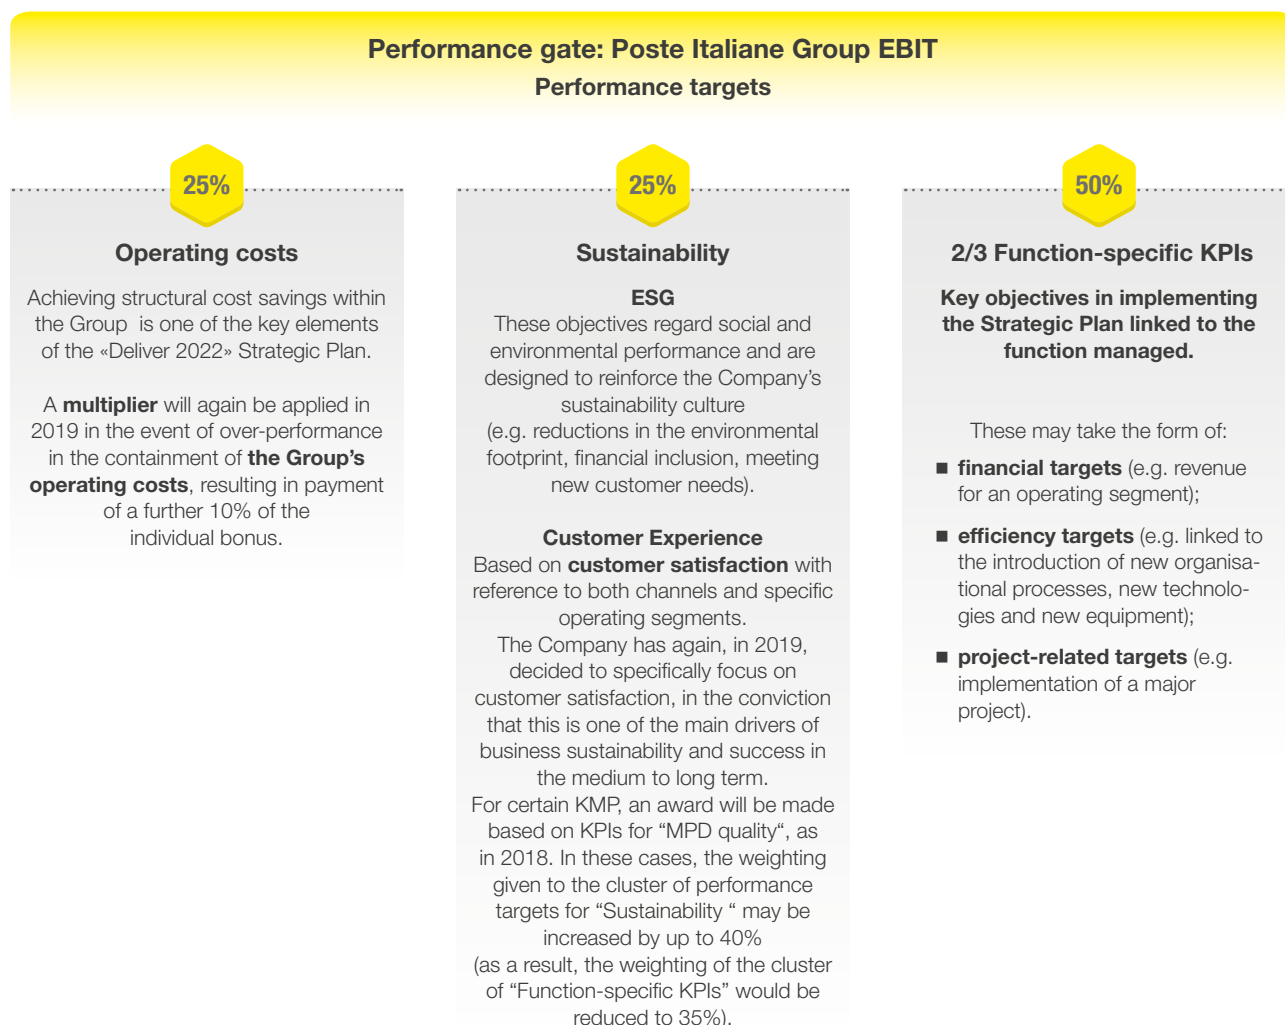 Performance gate: Poste Italiane Group EBIT
Performance targets
25%
Operating costs
Achieving structural cost savings within
the Group is one of the key elements
of the «Deliver 2022» Strategic Plan.
A multiplier will again be applied in
2019 in the event of over-performance
in the containment of the Group's
operating costs, resulting in payment
of a further 10% of the
individual bonus.
25%
Sustainability
ESG
These objectives regard social and
environmental performance and are
designed to reinforce the Company's
sustainability culture
(e.g. reductions in the environmental
footprint, financial inclusion, meeting
new customer needs).
Customer Experience
Based on customer satisfaction with
reference to both channels and specific
operating segments.
The Company has again, in 2019,
decided to specifically focus on
customer satisfaction, in the conviction
that this is one of the main drivers of
business sustainability and success in
the medium to long term.
For certain KMP, an award will be made
based on KPIs for “MPD quality“, as
in 2018. In these cases, the weighting
given to the cluster of performance
targets for “Sustainability “ may be
increased by up to 40%
(as a result, the weighting of the cluster
of “Function-specific KPIs” would be
reduced to 35%).
50%
2/3 Function-specific KPIs
Key objectives in implementing
the Strategic Plan linked to the
function managed.
These may take the form of:
■ financial targets (e.g. revenue
for an operating segment);
■ efficiency targets (e.g. linked to
the introduction of new organisa-
tional processes, new technolo-
gies and new equipment);
■ project-related targets (e.g.
implementation of a major
project).